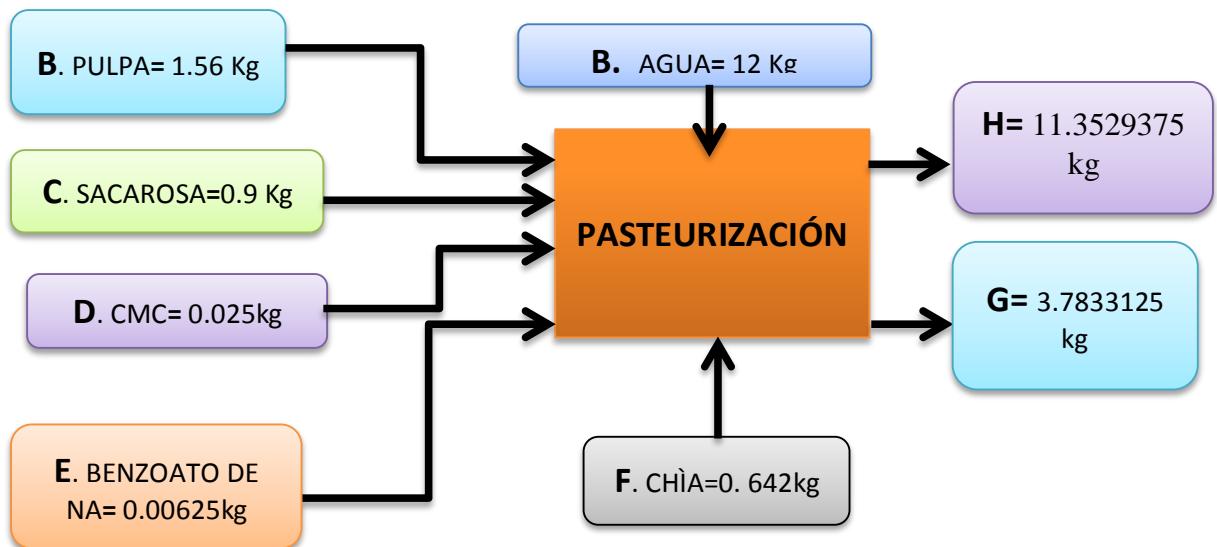 B. PULPA= 1.56 Kg
B. AGUA= 12 Kg
H= 11.3529375
kg
C. SACAROSA=0.9 Kg
PASTEURIZACIÓN
D. CMC= 0.025kg
G= 3.7833125
kg
E. BENZOATO DE
NA= 0.00625kg
F. CHÌA=0. 642kg